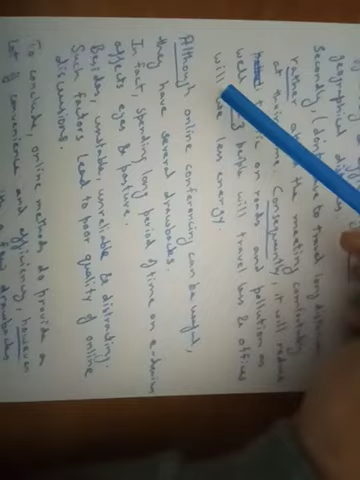 geographical distances.
Secondly, I don't have to travel long distances
rather attend the meeting comfortably
at their home. Consequently, it will reduce
traffic on roads and pollution as
well people will travel less & offices
will use less energy
Although online conferencing can be useful,
they have several drawbacks.
In fact, spending long period of time on
affects eyes & posture.
Besides, unstable, unreliable & distracting.
Such factors lead to poor quality of online
discussions.
To conclude, online methods do provide a
lot of convenience and efficiency, however
a few drawbacks